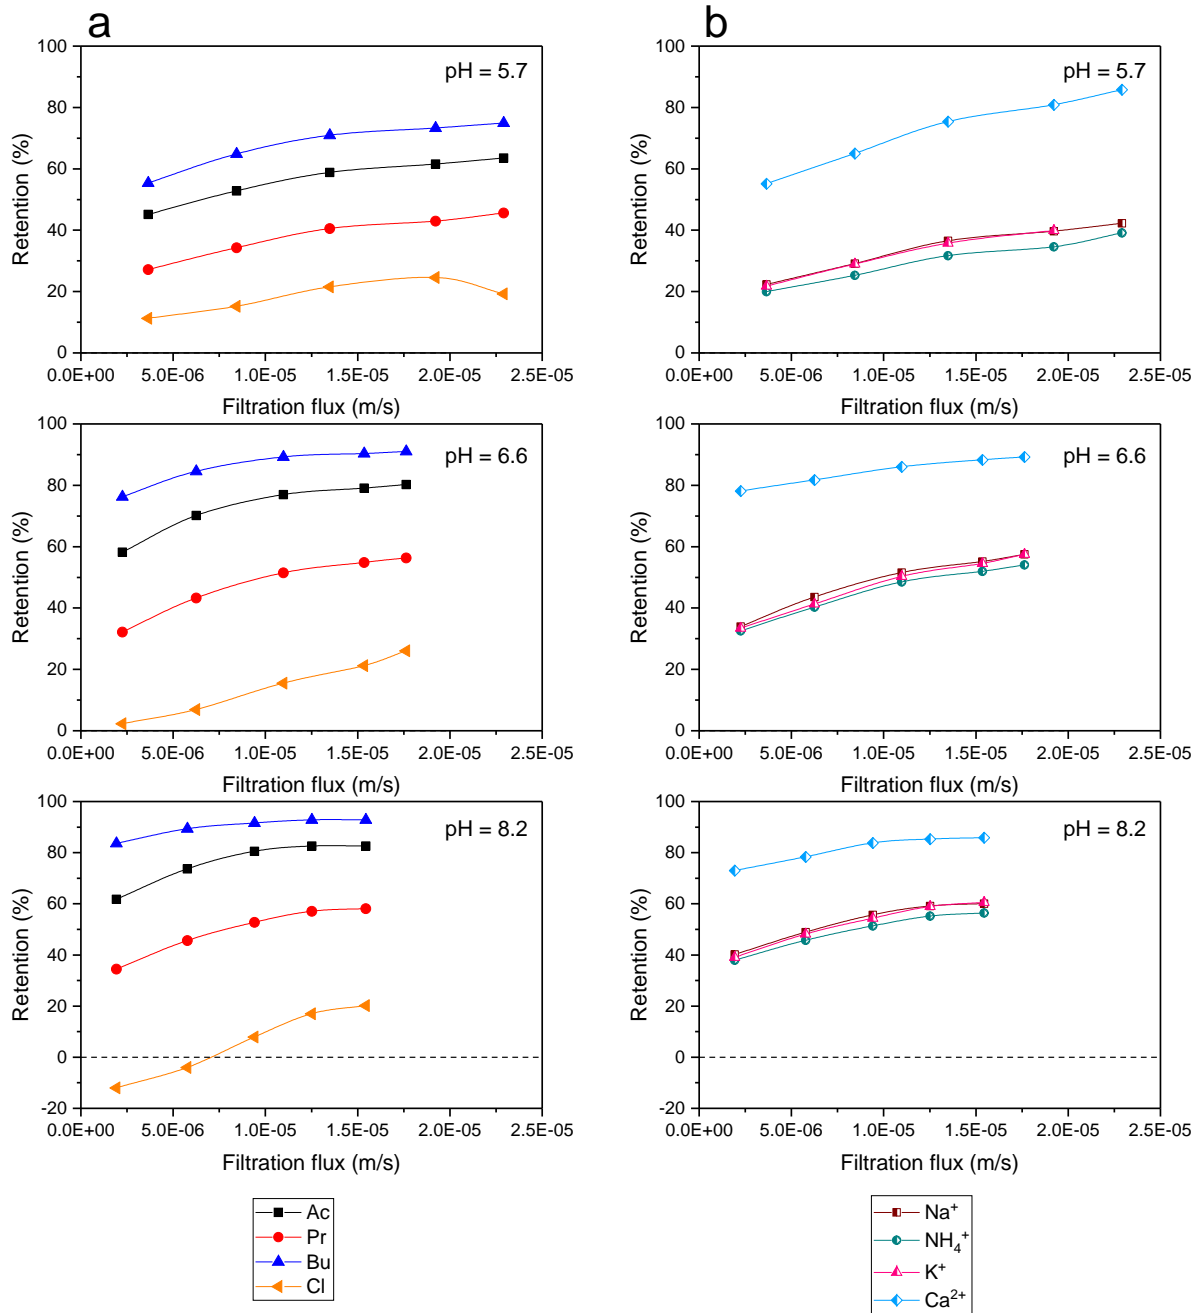 a
b
100
80
60
40
20
0
Retention (%)
pH = 5.7
0.0E+00 5.0E-06 1.0E-05 1.5E-05 2.0E-05 2.5E-05
Filtration flux (m/s)
100
80
60
40
20
0
Retention (%)
pH = 5.7
0.0E+00 5.0E-06 1.0E-05 1.5E-05 2.0E-05 2.5E-05
Filtration flux (m/s)
100
80
60
40
20
0
Retention (%)
pH = 6.6
0.0E+00 5.0E-06 1.0E-05 1.5E-05 2.0E-05 2.5E-05
Filtration flux (m/s)
100
80
60
40
20
0
Retention (%)
pH = 6.6
0.0E+00 5.0E-06 1.0E-05 1.5E-05 2.0E-05 2.5E-05
Filtration flux (m/s)
100
80
60
40
20
0
-20
Retention (%)
pH = 8.2
0.0E+00 5.0E-06 1.0E-05 1.5E-05 2.0E-05 2.5E-05
Filtration flux (m/s)
100
80
60
40
20
0
-20
Retention (%)
pH = 8.2
0.0E+00 5.0E-06 1.0E-05 1.5E-05 2.0E-05 2.5E-05
Filtration flux (m/s)
Ac
Pr
Bu
Cl
Na⁺
NH₄⁺
K⁺
Ca²⁺